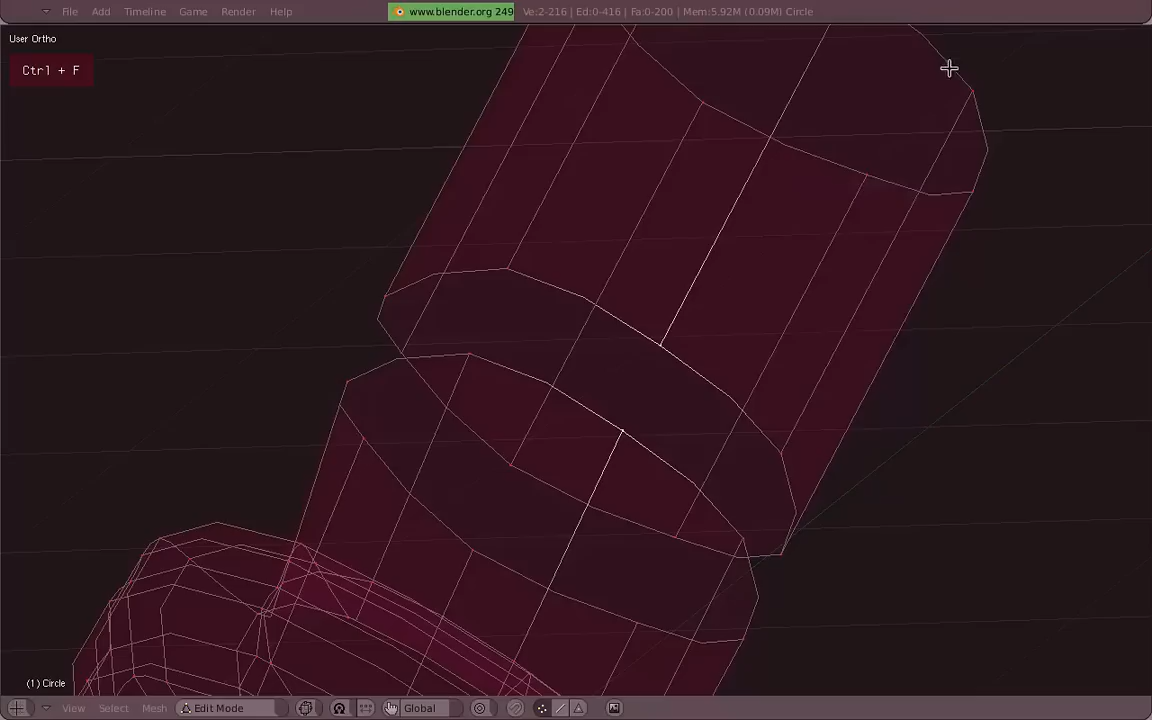 File Add Timeline Game Render Help www.blender.org 249 Ve:2-216 | Ed:0-416 | Fa:0-200 | Mem:5.92M (0.09M) Circle
User Ortho
Ctrl + F
(1) Circle
View Select Mesh Edit Mode Global